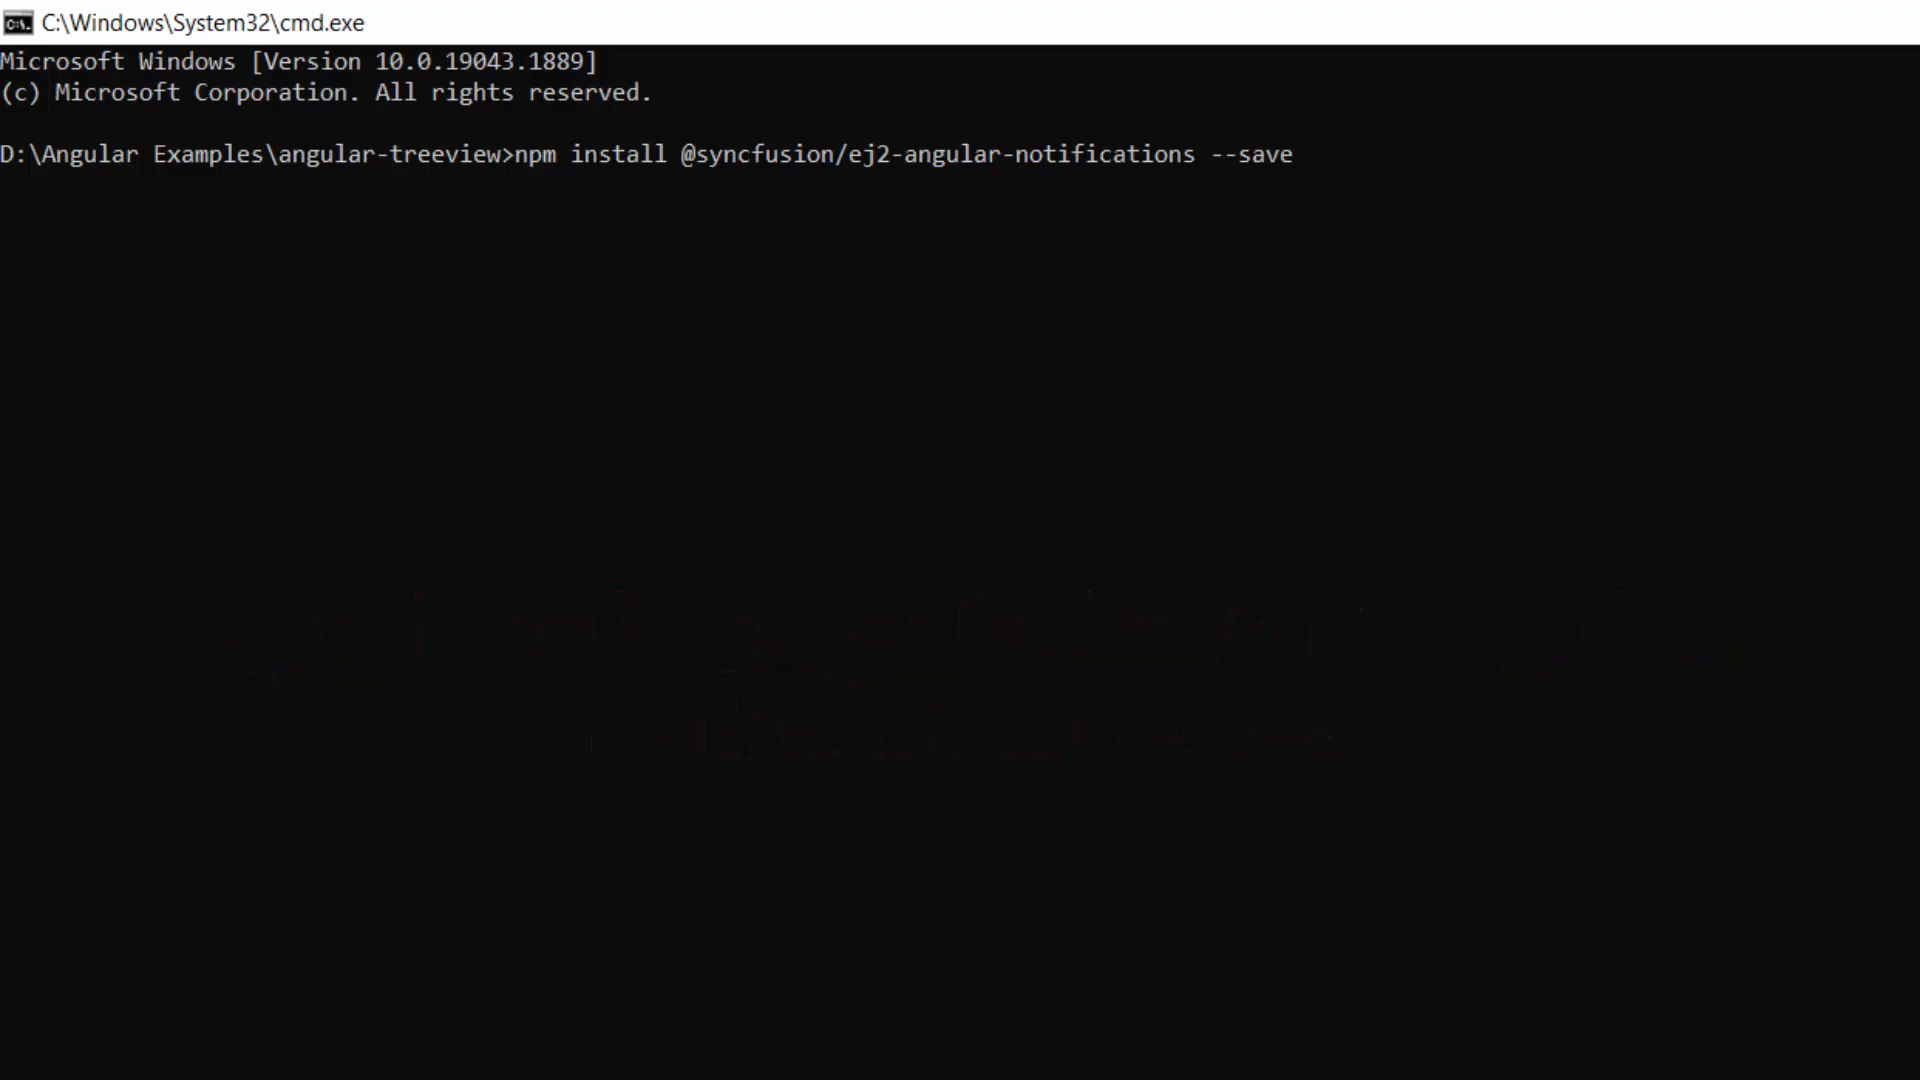 C:\Windows\System32\cmd.exe
Microsoft Windows [Version 10.0.19043.1889]
(c) Microsoft Corporation. All rights reserved.
D:\Angular Examples\angular-treeview>npm install @syncfusion/ej2-angular-notifications --save